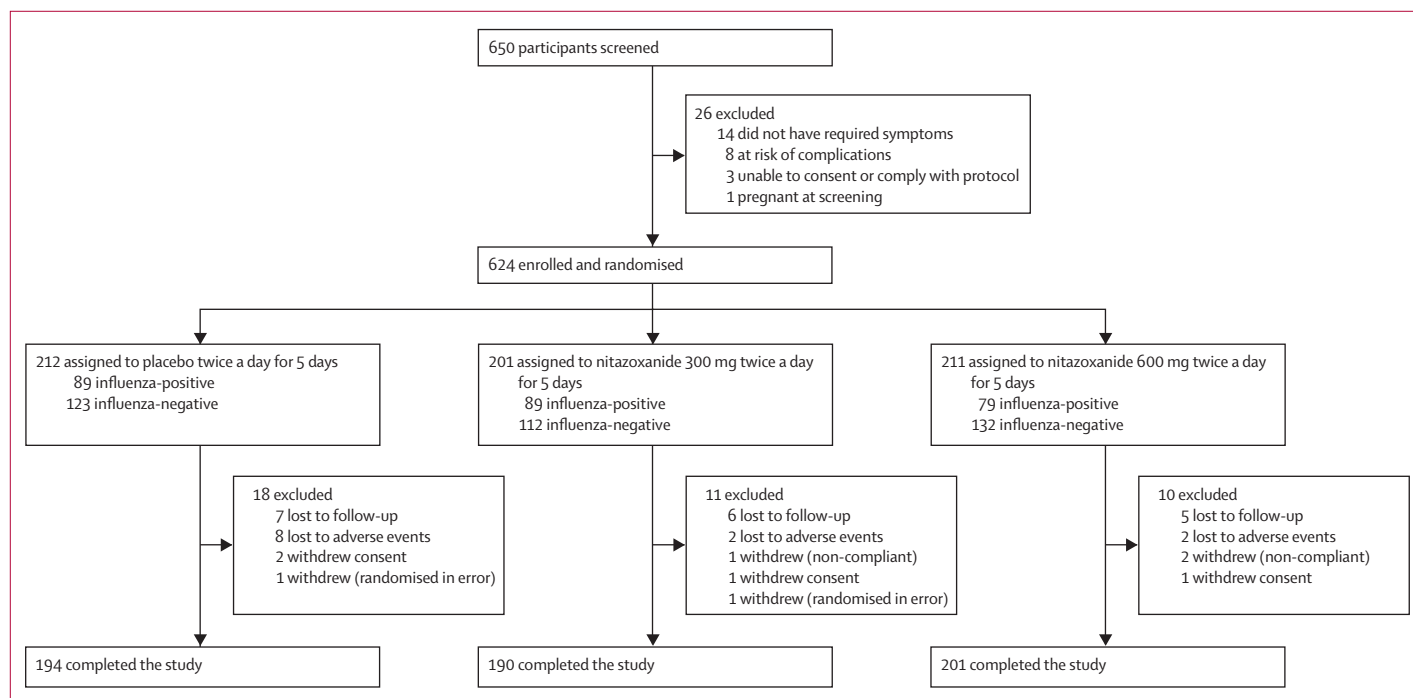 650 participants screened
26 excluded
14 did not have required symptoms
8 at risk of complications
3 unable to consent or comply with protocol
1 pregnant at screening
624 enrolled and randomised
212 assigned to placebo twice a day for 5 days
89 influenza-positive
123 influenza-negative
201 assigned to nitazoxanide 300 mg twice a day
for 5 days
89 influenza-positive
112 influenza-negative
211 assigned to nitazoxanide 600 mg twice a day
for 5 days
79 influenza-positive
132 influenza-negative
18 excluded
7 lost to follow-up
8 lost to adverse events
2 withdrew consent
1 withdrew (randomised in error)
11 excluded
6 lost to follow-up
2 lost to adverse events
1 withdrew (non-compliant)
1 withdrew consent
1 withdrew (randomised in error)
10 excluded
5 lost to follow-up
2 lost to adverse events
2 withdrew (non-compliant)
1 withdrew consent
194 completed the study
190 completed the study
201 completed the study